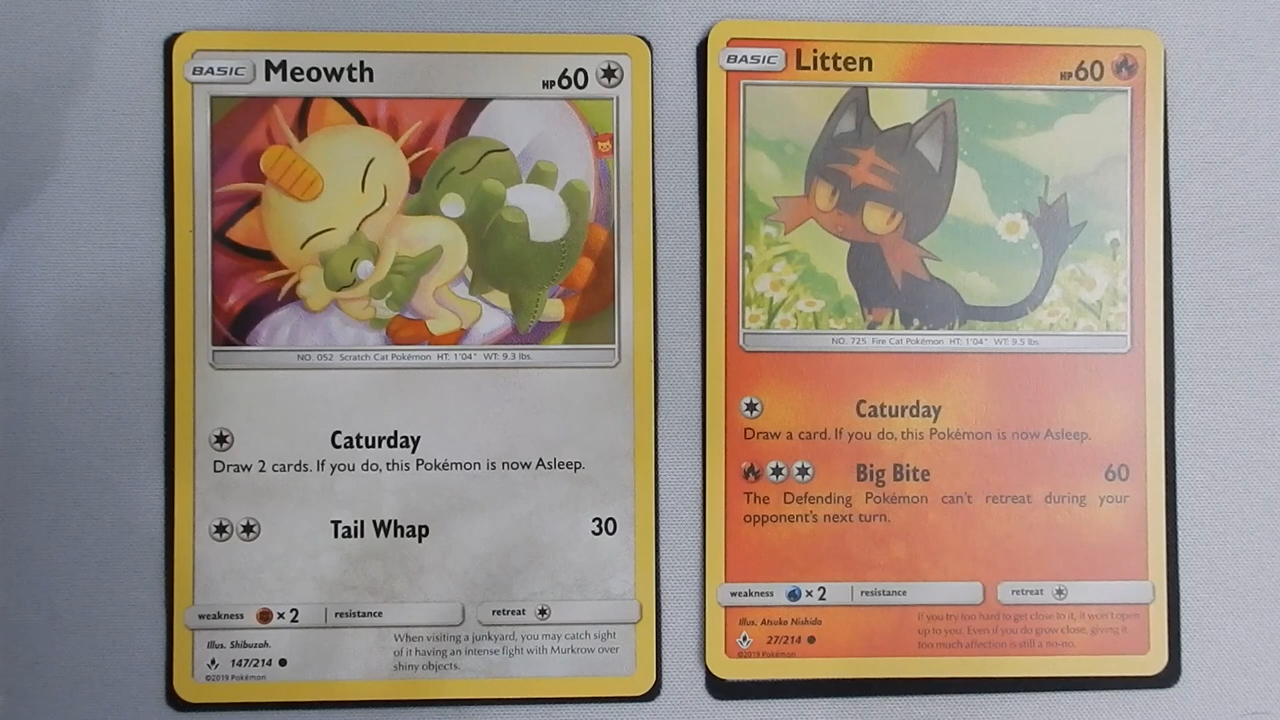 BASIC Meowth HP 60
NO. 052 Scratch Cat Pokémon HT: 1'04" WT: 9.3 lbs.
Caturday
Draw 2 cards. If you do, this Pokémon is now Asleep.
Tail Whap 30
weakness ×2 resistance retreat
Illus. Shibuzoh.
147/214
©2019 Pokémon
When visiting a junkyard, you may catch sight
of it having an intense fight with Murkrow over
shiny objects.
BASIC Litten HP 60
NO. 725 Fire Cat Pokémon HT: 1'04" WT: 9.5 lbs.
Caturday
Draw a card. If you do, this Pokémon is now Asleep.
Big Bite 60
The Defending Pokémon can't retreat during your
opponent's next turn.
weakness ×2 resistance retreat
Illus. Atsuko Nishida
27/214
©2019 Pokémon
If you try too hard to get close to it, it won't open
up to you. Even if you do grow close, giving it
too much affection is still a no-no.